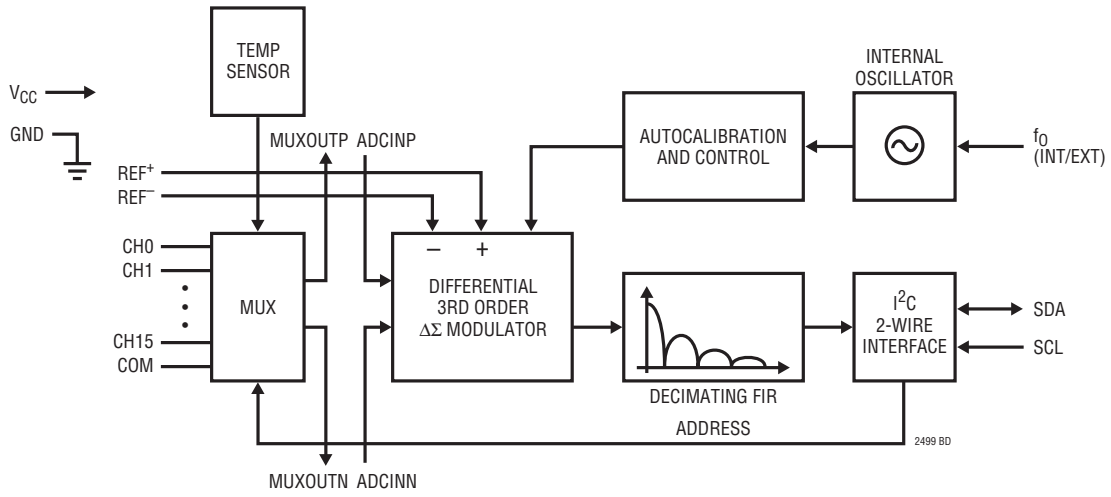 TEMP
SENSOR
INTERNAL
OSCILLATOR
VCC
GND
MUXOUTP ADCINP
AUTOCALIBRATION
AND CONTROL
fO
(INT/EXT)
REF+
REF–
CH0
CH1
CH15
COM
MUX
– +
DIFFERENTIAL
3RD ORDER
ΔΣ MODULATOR
I2C
2-WIRE
INTERFACE
SDA
SCL
DECIMATING FIR
ADDRESS
2499 BD
MUXOUTN ADCINN